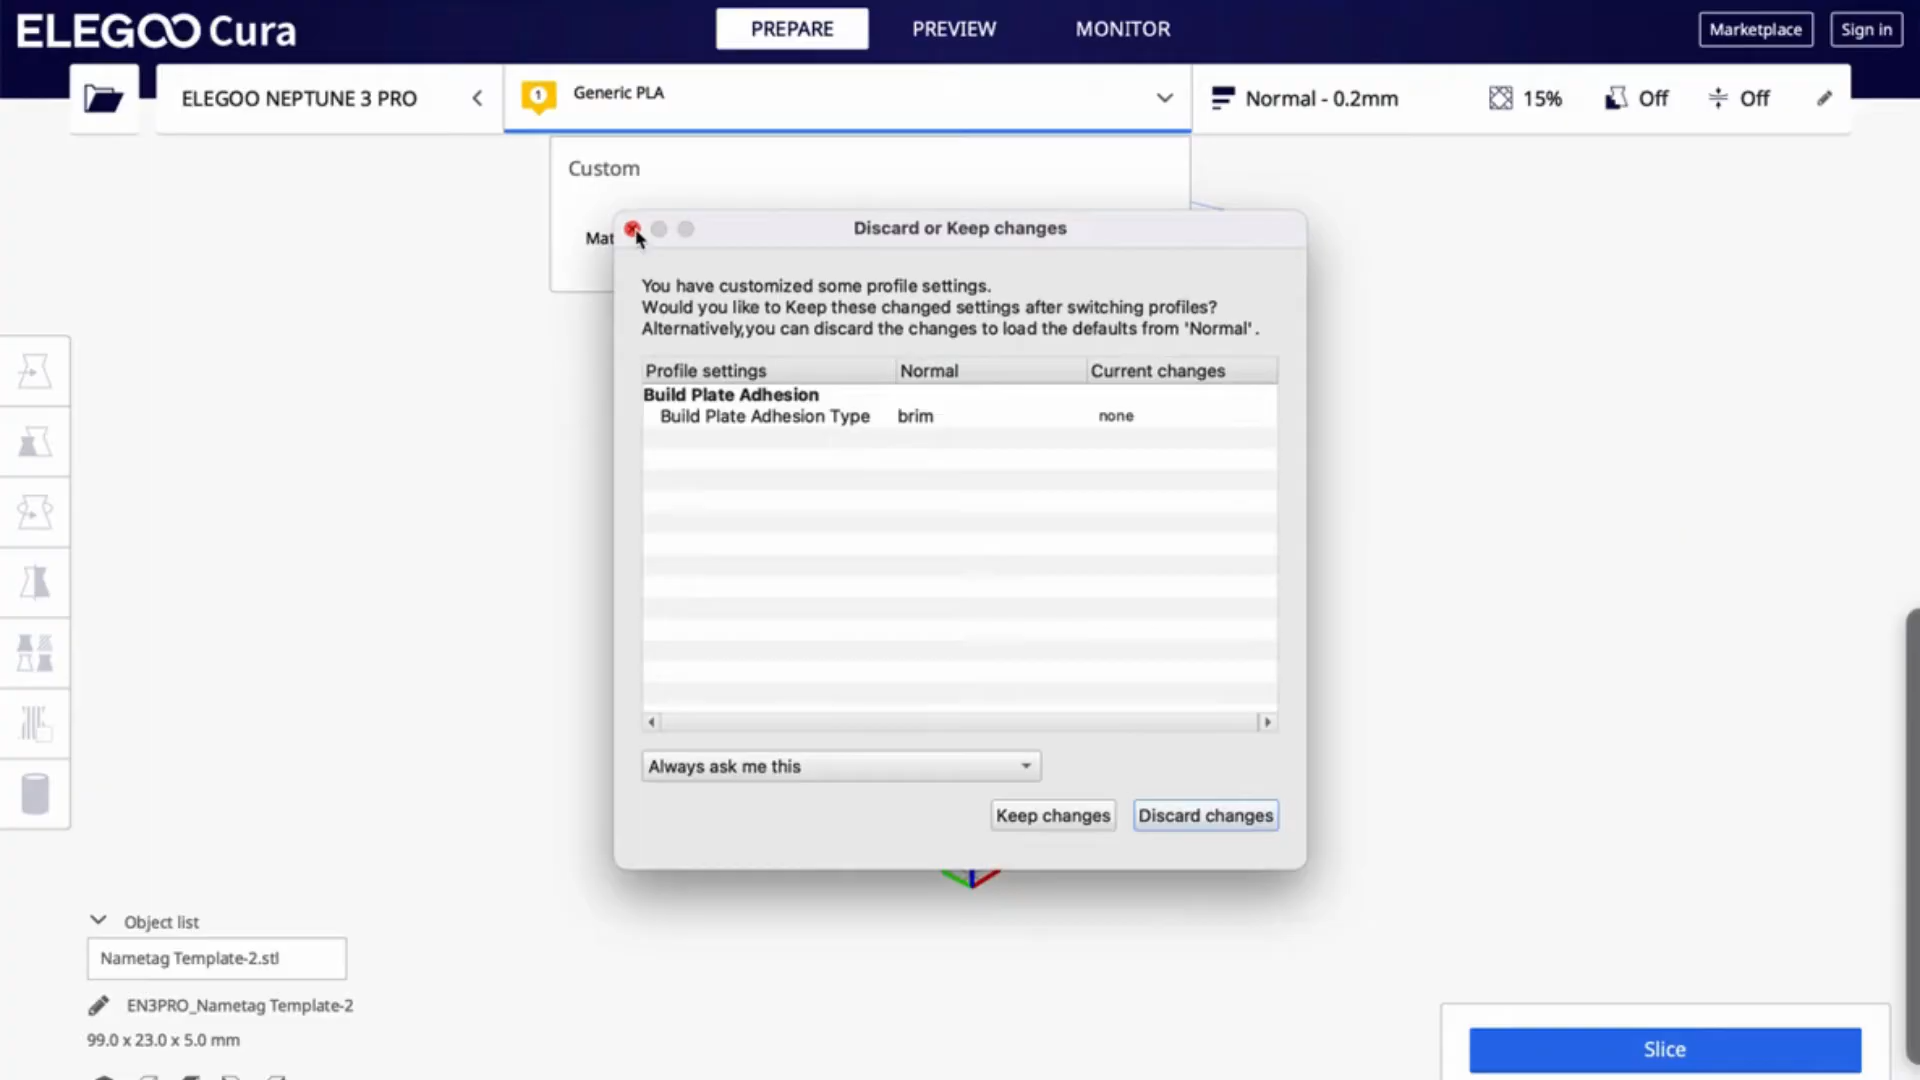 ELEGOO Cura
PREPARE
PREVIEW
MONITOR
Marketplace
Sign in
ELEGOO NEPTUNE 3 PRO
1
Generic PLA
Normal - 0.2mm
15%
Off
Off
Custom
Mat
Discard or Keep changes
You have customized some profile settings.
Would you like to Keep these changed settings after switching profiles?
Alternatively,you can discard the changes to load the defaults from 'Normal'.
Profile settings
Normal
Current changes
Build Plate Adhesion
Build Plate Adhesion Type
brim
none
Always ask me this
Keep changes
Discard changes
Object list
Nametag Template-2.stl
EN3PRO_Nametag Template-2
99.0 x 23.0 x 5.0 mm
Slice